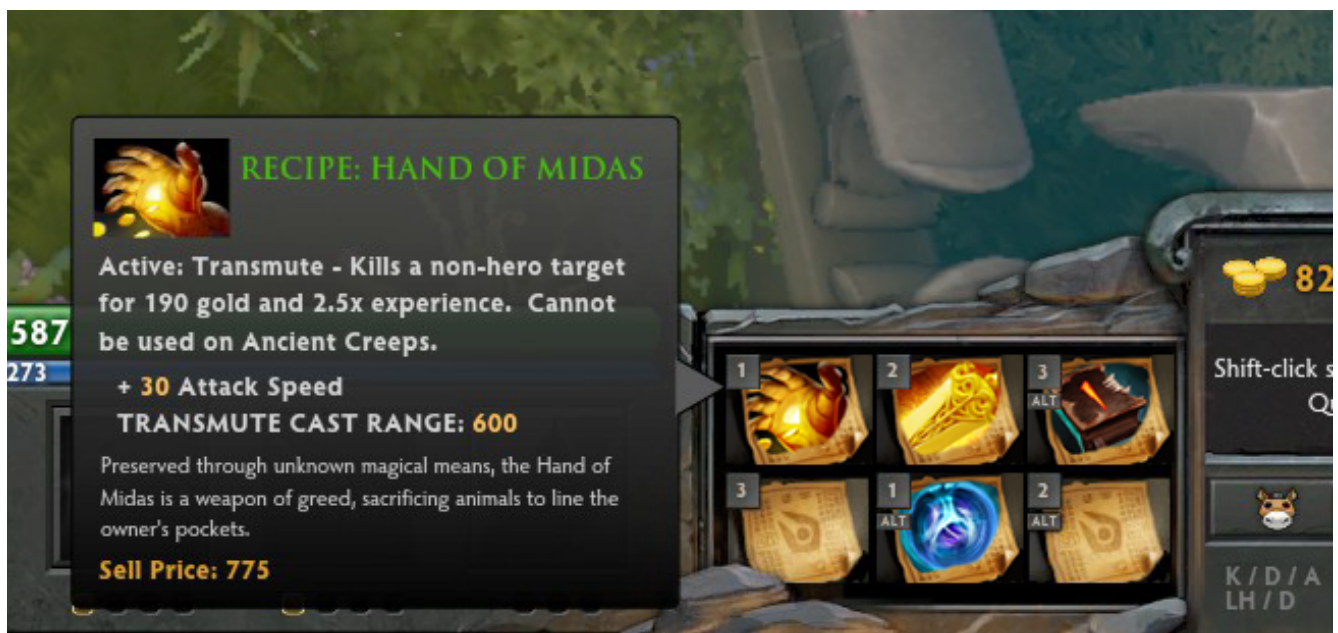 RECIPE: HAND OF MIDAS
Active: Transmute - Kills a non-hero target
for 190 gold and 2.5x experience. Cannot
be used on Ancient Creeps.
+ 30 Attack Speed
TRANSMUTE CAST RANGE: 600
Preserved through unknown magical means, the Hand of
Midas is a weapon of greed, sacrificing animals to line the
owner's pockets.
Sell Price: 775
587
273
1
2
3
ALT
3
1
ALT
2
ALT
82
Shift-click s
Qu
K / D / A
LH / D